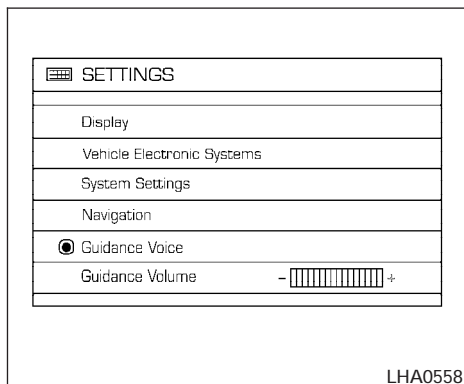 SETTINGS
Display
Vehicle Electronic Systems
System Settings
Navigation
Guidance Voice
Guidance Volume - +
LHA0558